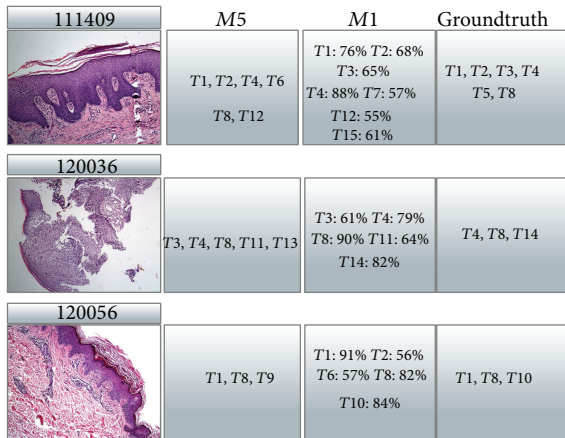 111409 M5 M1 Groundtruth
T1, T2, T4, T6
T8, T12
T1: 76% T2: 68%
T3: 65%
T4: 88% T7: 57%
T12: 55%
T15: 61%
T1, T2, T3, T4
T5, T8
120036
T3, T4, T8, T11, T13
T3: 61% T4: 79%
T8: 90% T11: 64%
T14: 82%
T4, T8, T14
120056
T1, T8, T9
T1: 91% T2: 56%
T6: 57% T8: 82%
T10: 84%
T1, T8, T10